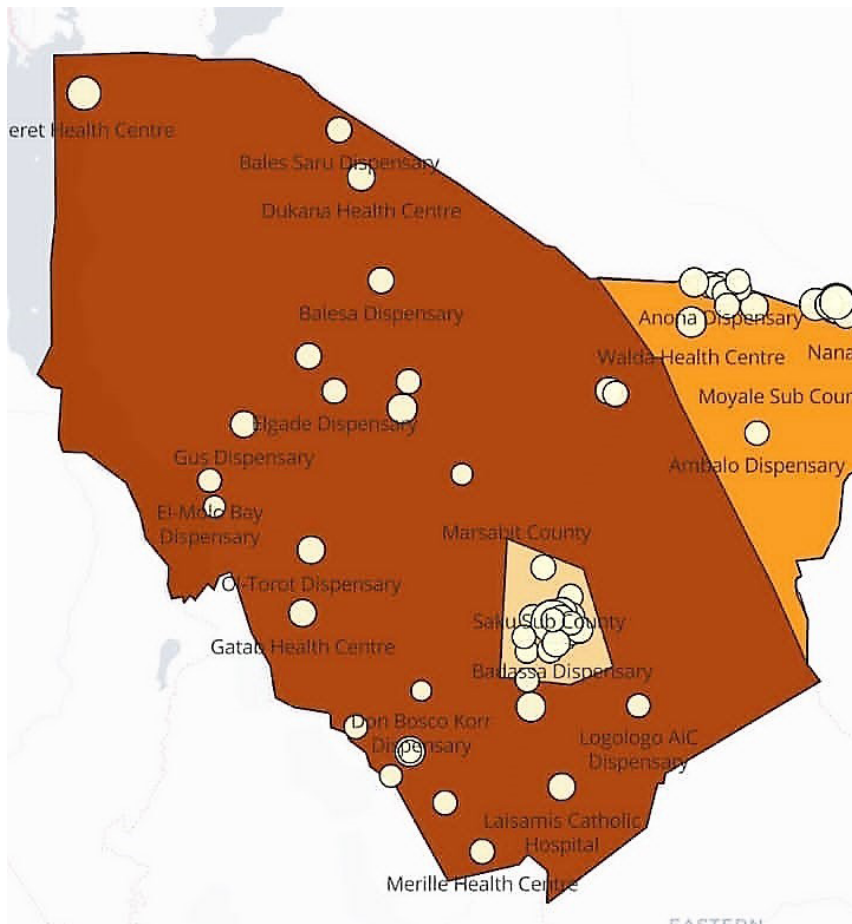 eret Health Centre
Bales Saru Dispensary
Dukana Health Centre
Balesa Dispensary
Anona Dispensary
Walda Health Centre
Nana
Moyale Sub Coun
Elgade Dispensary
Gus Dispensary
Ambalo Dispensary
El-Molo Bay
Dispensary
Marsabit County
Ol-Torot Dispensary
Saku Sub County
Gatab Health Centre
Badassa Dispensary
Don Bosco Korr
Dispensary
Logologo AIC
Dispensary
Laisamis Catholic
Hospital
Merille Health Centre
EASTERN